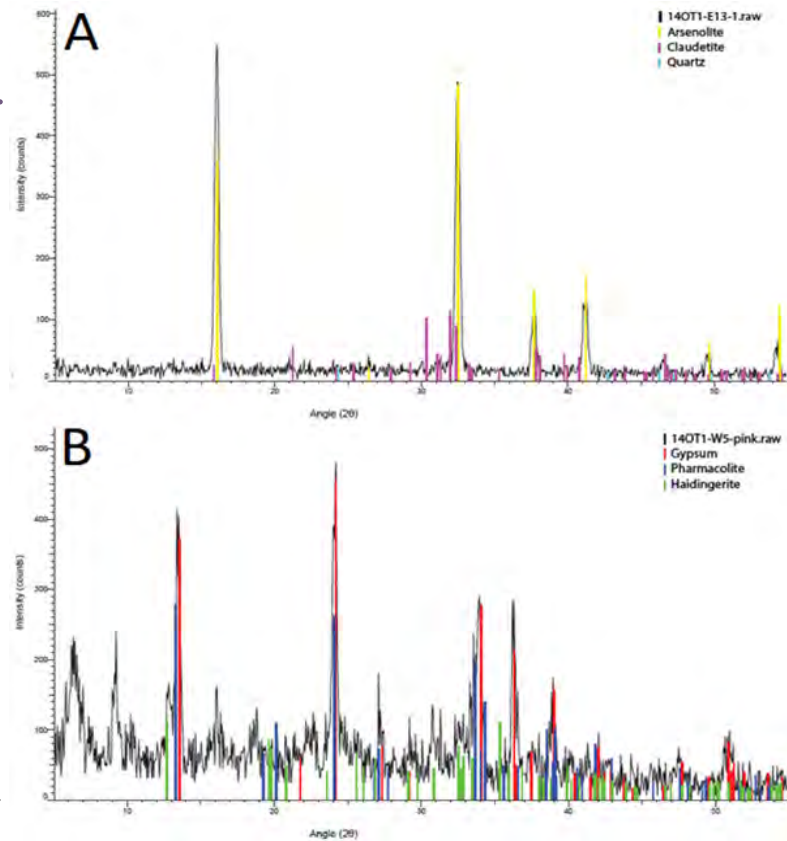 A
14OT1-E13-1.raw
Arsenolite
Claudetite
Quartz
600
500
400
300
200
100
0
Intensity (counts)
10
20
30
40
50
Angle (2θ)
B
14OT1-W5-pink.raw
Gypsum
Pharmacolite
Haidingerite
500
400
300
200
100
0
Intensity (counts)
10
20
30
40
50
Angle (2θ)